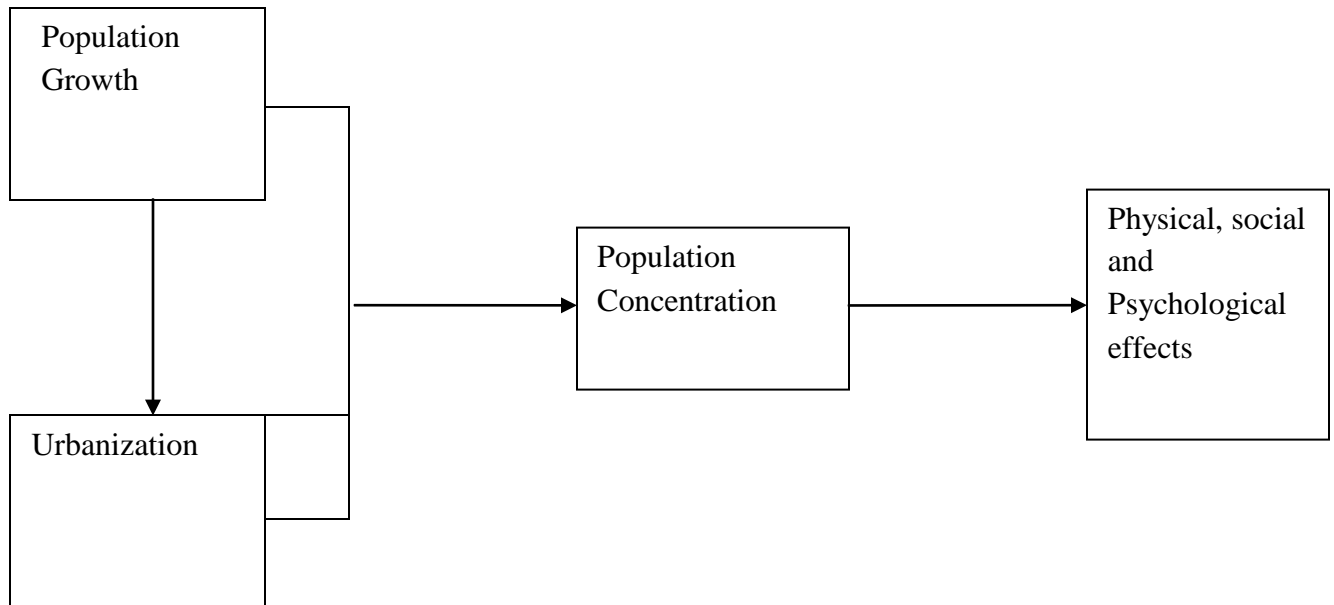 Population
Growth
Urbanization
Population
Concentration
Physical, social
and
Psychological
effects